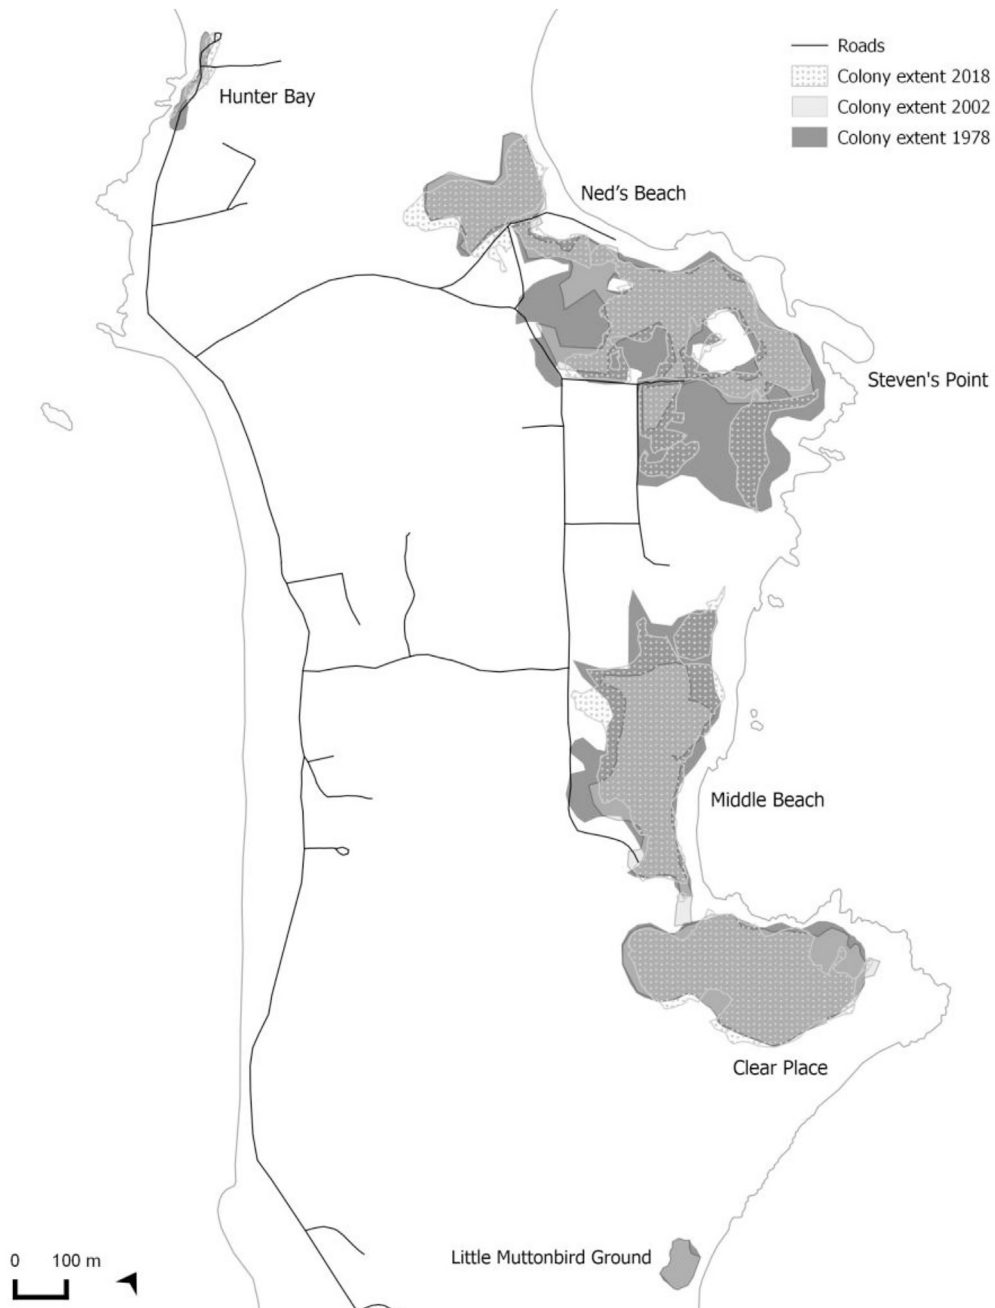 Roads
Colony extent 2018
Hunter Bay
Colony extent 2002
Colony extent 1978
Ned's Beach
Steven's Point
Middle Beach
Clear Place
Little Muttonbird Ground
0 100 m